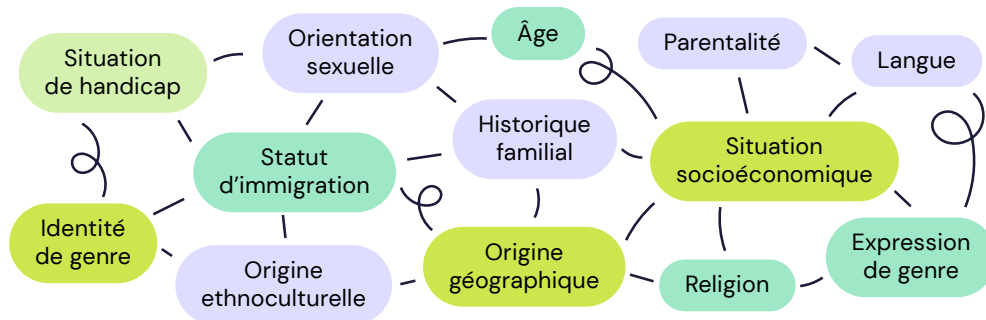 Situation
de handicap
Orientation
sexuelle
Âge
Parentalité
Langue
Statut
d’immigration
Historique
familial
Situation
socioéconomique
Identité
de genre
Origine
ethnoculturelle
Origine
géographique
Religion
Expression
de genre